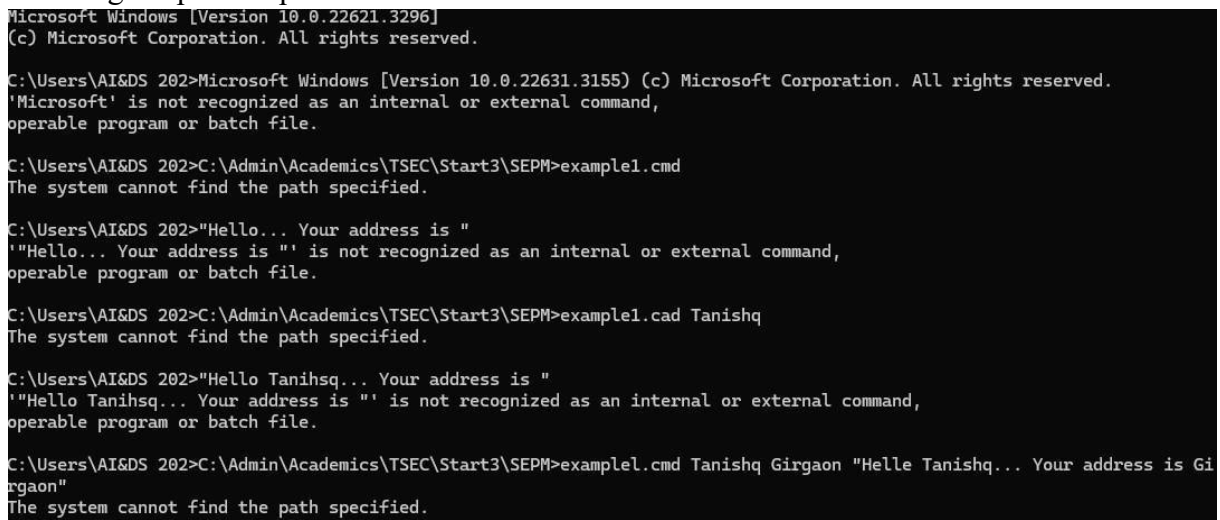 Microsoft Windows [Version 10.0.22621.3296]
(c) Microsoft Corporation. All rights reserved.
C:\Users\AI&DS 202>Microsoft Windows [Version 10.0.22631.3155) (c) Microsoft Corporation. All rights reserved.
'Microsoft' is not recognized as an internal or external command,
operable program or batch file.
C:\Users\AI&DS 202>C:\Admin\Academics\TSEC\Start3\SEPM>example1.cmd
The system cannot find the path specified.
C:\Users\AI&DS 202>"Hello... Your address is "
'"Hello... Your address is "' is not recognized as an internal or external command,
operable program or batch file.
C:\Users\AI&DS 202>C:\Admin\Academics\TSEC\Start3\SEPM>example1.cad Tanishq
The system cannot find the path specified.
C:\Users\AI&DS 202>"Hello Tanihsq... Your address is "
'"Hello Tanihsq... Your address is "' is not recognized as an internal or external command,
operable program or batch file.
C:\Users\AI&DS 202>C:\Admin\Academics\TSEC\Start3\SEPM>examplel.cmd Tanishq Girgaon "Helle Tanishq... Your address is Gi
rgaon"
The system cannot find the path specified.